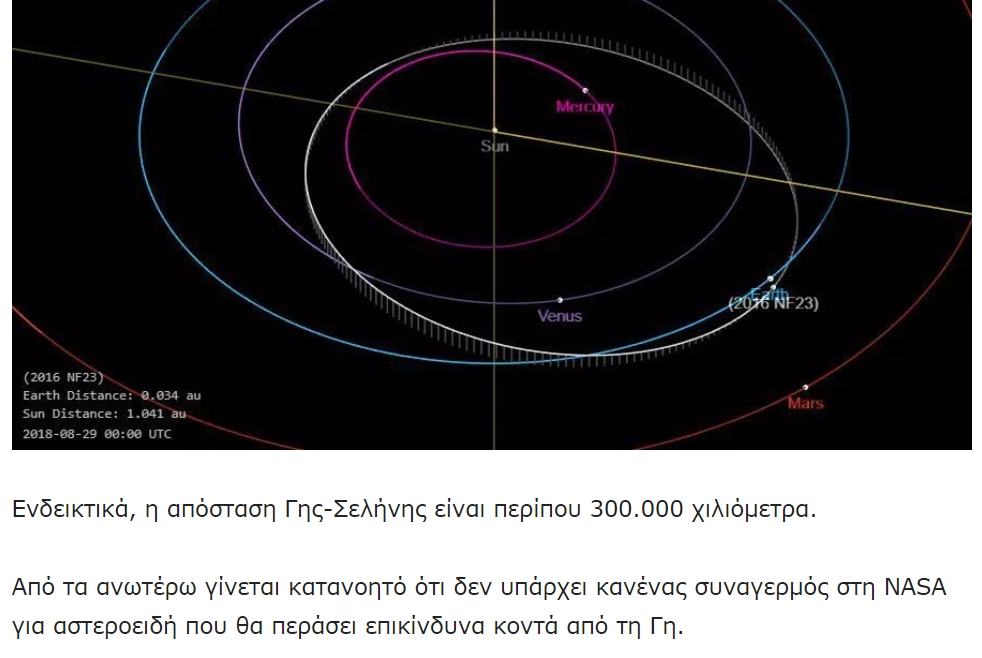 Mercury
Sun
Earth
(2016 NF23)
Venus
Mars
(2016 NF23)
Earth Distance: 0.034 au
Sun Distance: 1.041 au
2018-08-29 00:00 UTC
Ενδεικτικά, η απόσταση Γης-Σελήνης είναι περίπου 300.000 χιλιόμετρα.
Από τα ανωτέρω γίνεται κατανοητό ότι δεν υπάρχει κανένας συναγερμός στη NASA
για αστεροειδή που θα περάσει επικίνδυνα κοντά από τη Γη.